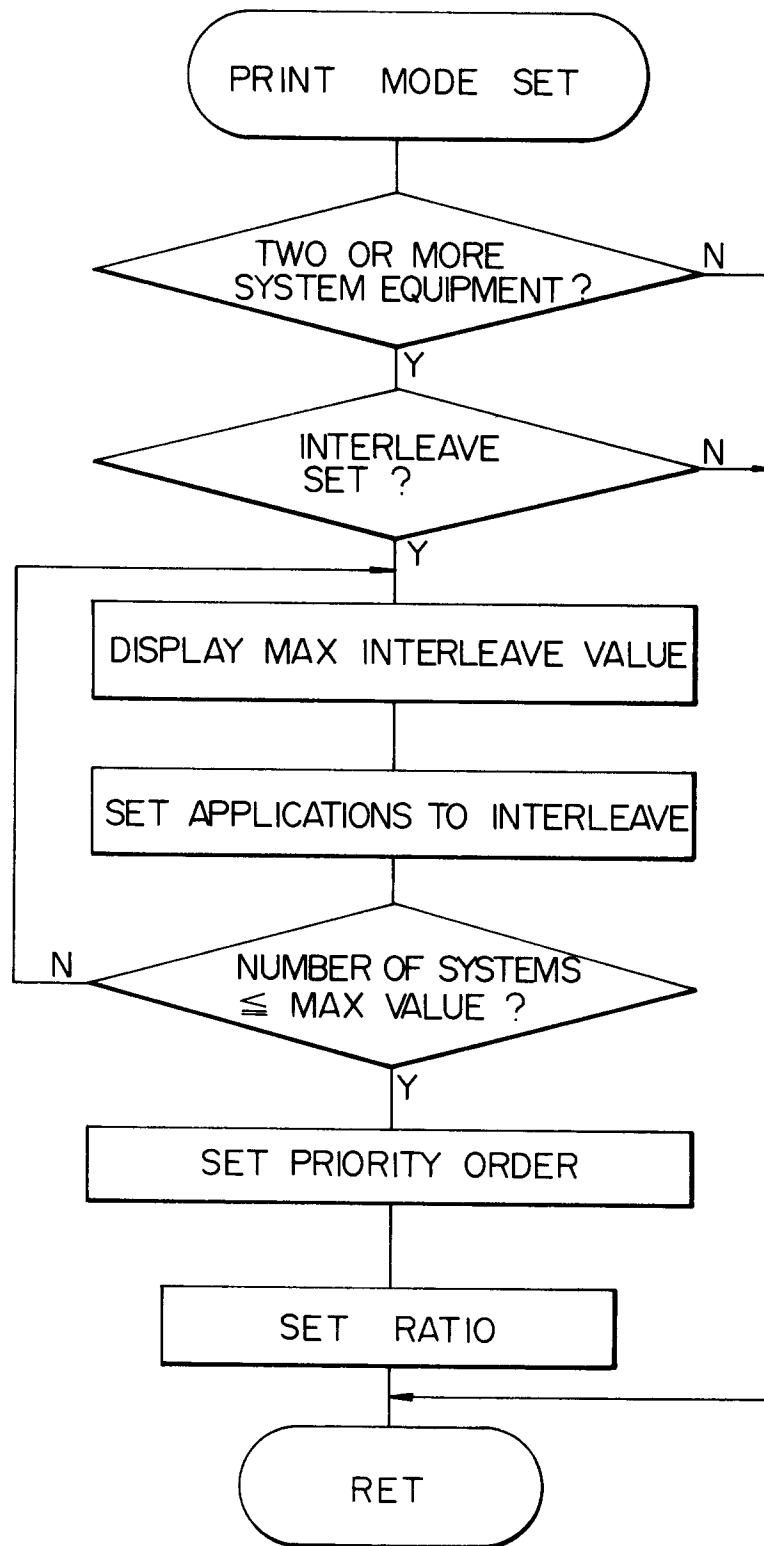 PRINT MODE SET
TWO OR MORE
SYSTEM EQUIPMENT ?
N
Y
INTERLEAVE
SET ?
N
Y
DISPLAY MAX INTERLEAVE VALUE
SET APPLICATIONS TO INTERLEAVE
N
NUMBER OF SYSTEMS
≦ MAX VALUE ?
Y
SET PRIORITY ORDER
SET RATIO
RET